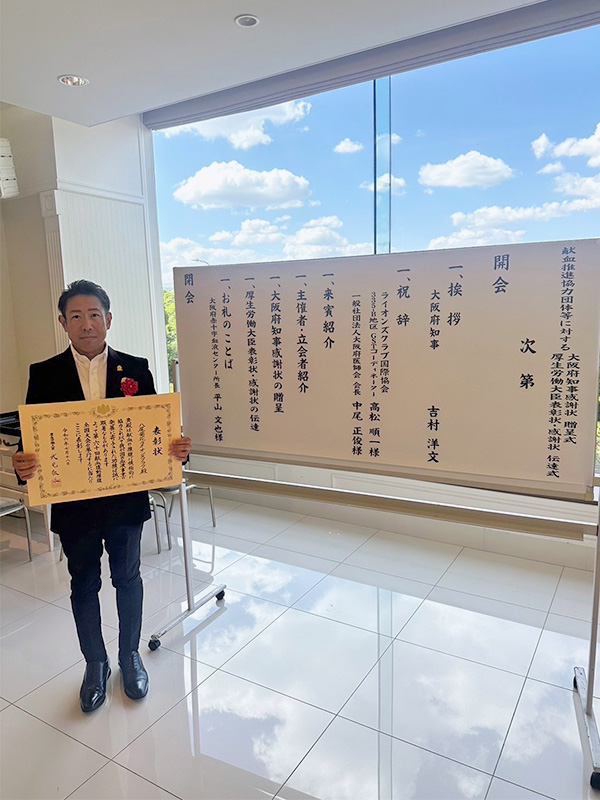 献血推進協力団体等に対する
大阪府知事感謝状 贈呈式
厚生労働大臣表彰状・感謝状 伝達式
次 第
開 会
一、挨 拶
大阪府知事
吉村 洋文
一、祝 辞
ライオンズクラブ国際協会
335-B地区 GSTコーディネーター
高松 順一様
一般社団法人大阪府医師会 会長
中尾 正俊様
一、来賓紹介
一、主催者・立会者紹介
一、大阪府知事感謝状の贈呈
一、厚生労働大臣表彰状・感謝状の伝達
一、お礼のことば
大阪府赤十字血液センター所長
平山 文也様
閉 会
表彰状